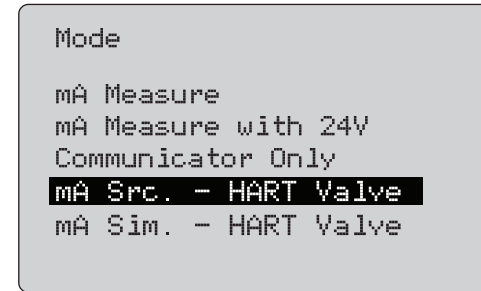 Mode
mA Measure
mA Measure with 24V
Communicator Only
mA Src. - HART Valve
mA Sim. - HART Valve